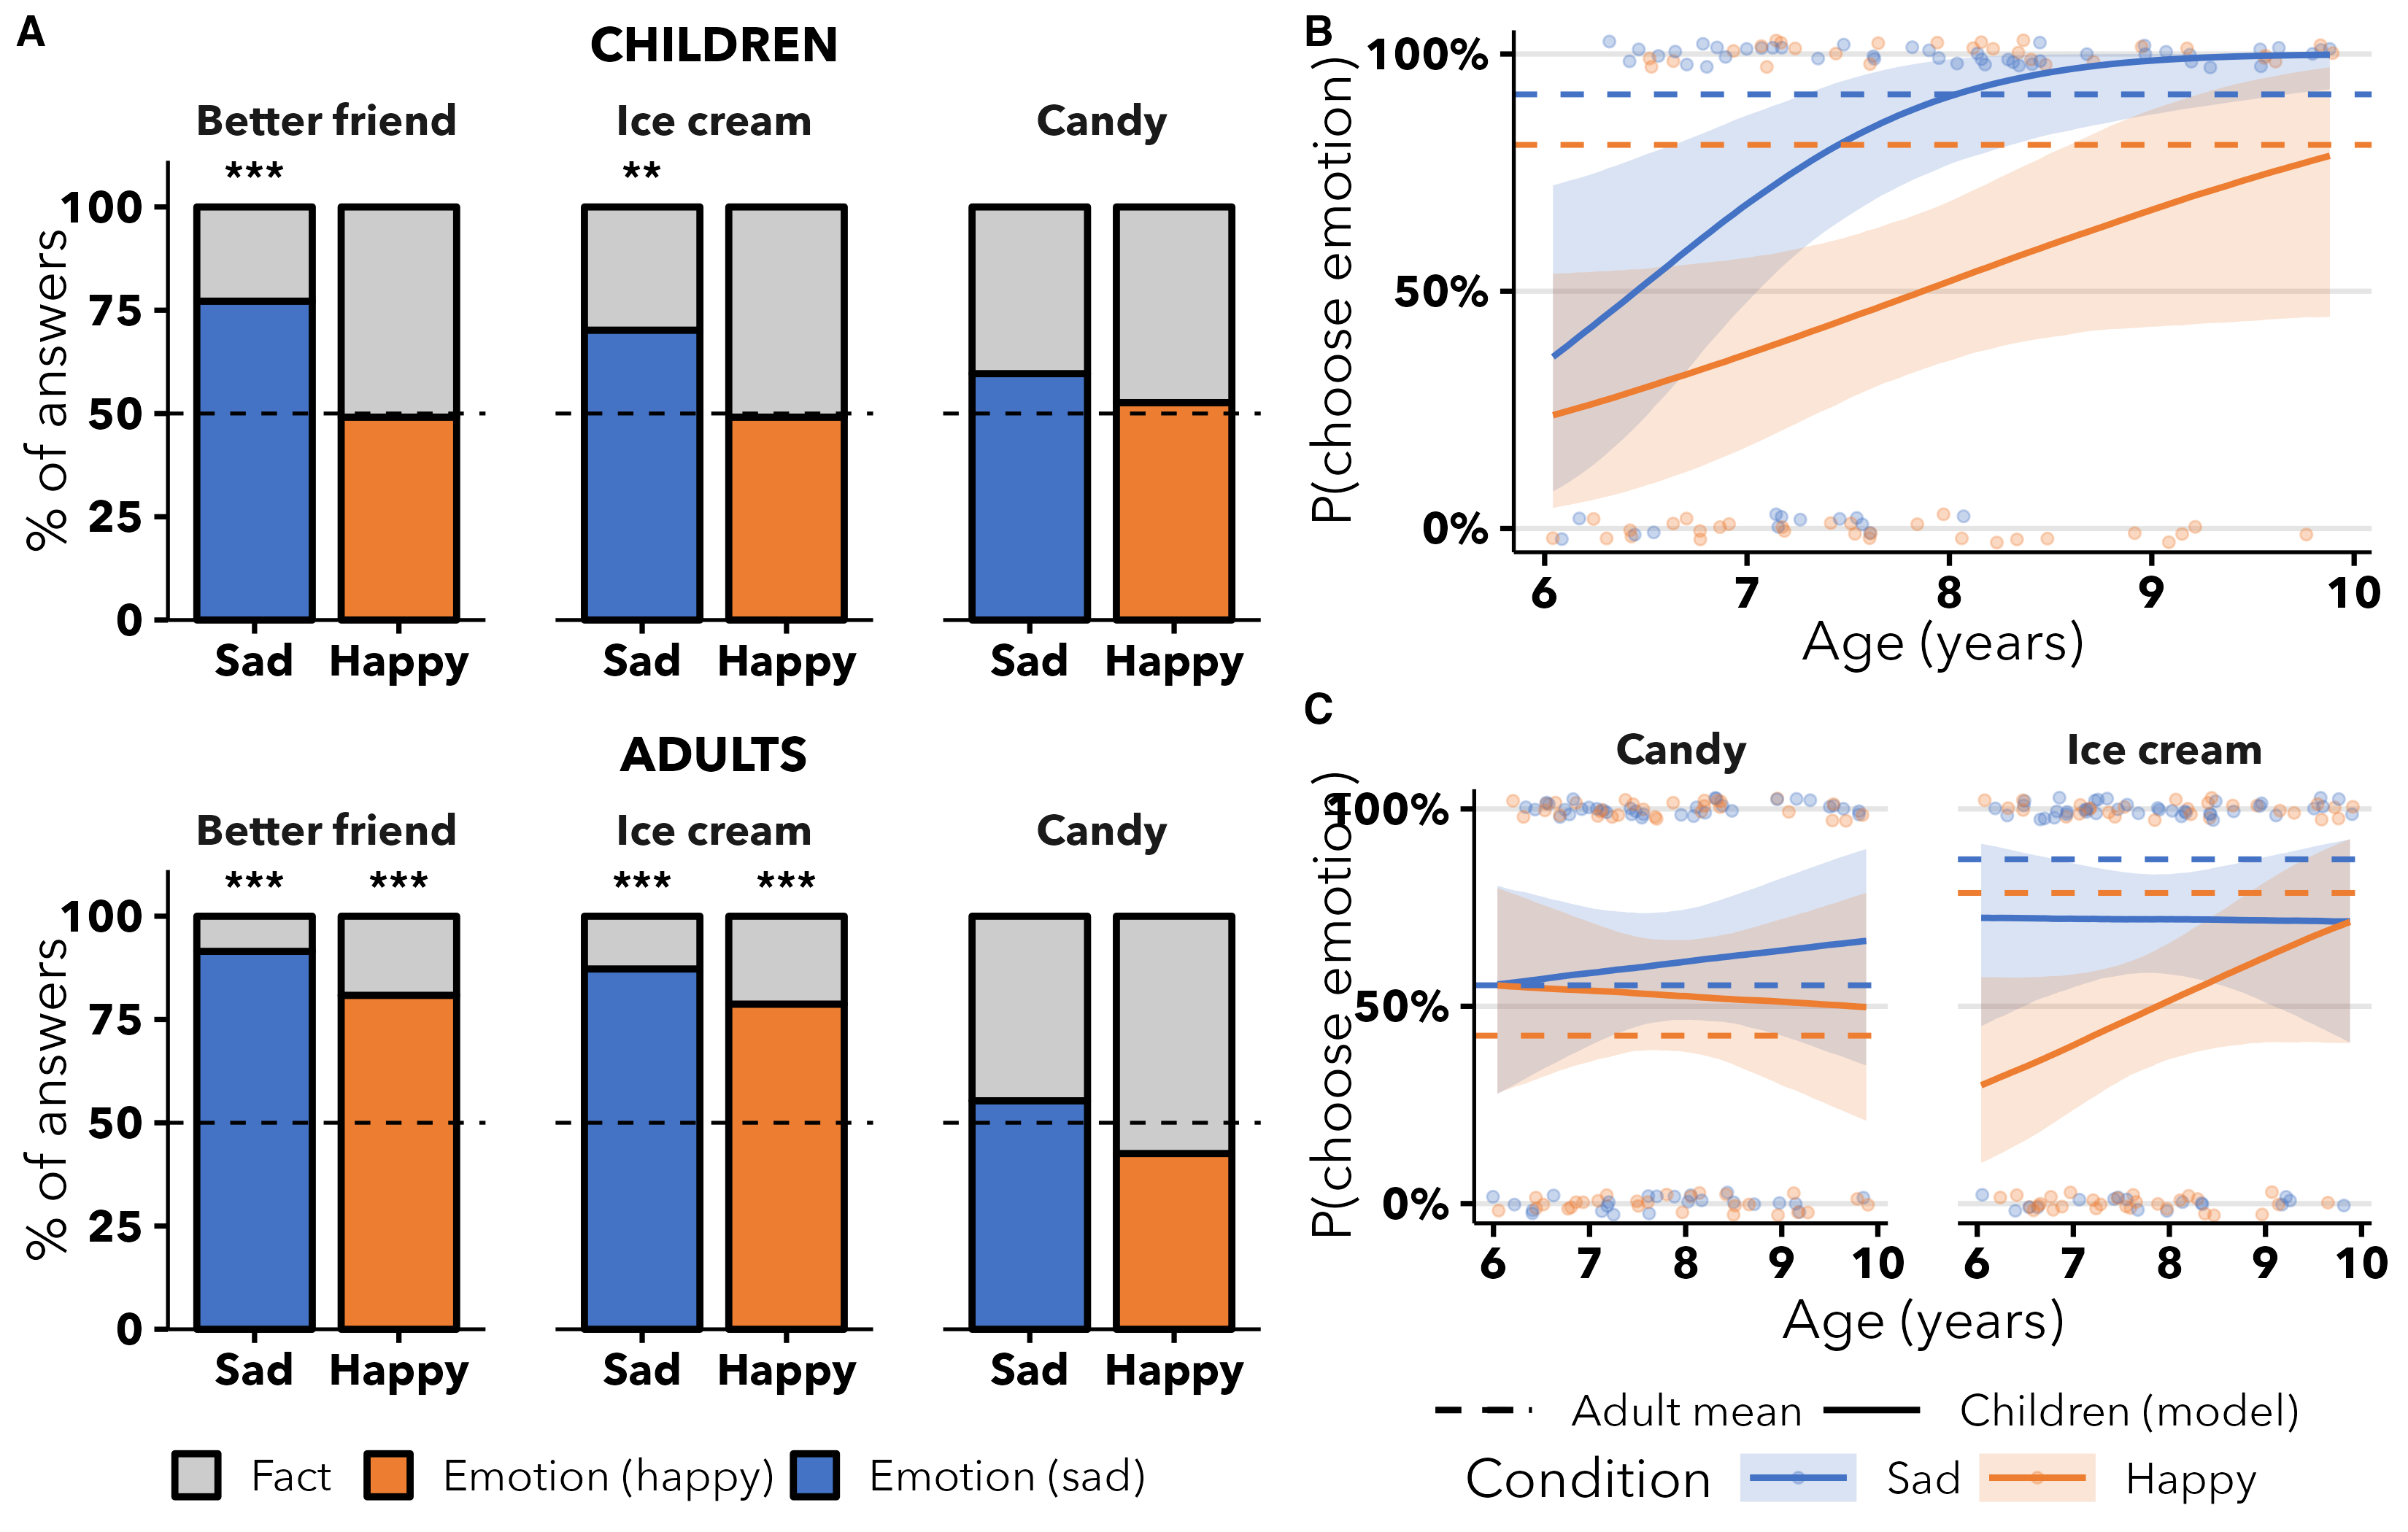 A
CHILDREN
Better friend
Ice cream
Candy
***
**
100
75
50
25
0
% of answers
Sad
Happy
Sad
Happy
Sad
Happy
ADULTS
Better friend
Ice cream
Candy
***
***
***
***
100
75
50
25
0
% of answers
Sad
Happy
Sad
Happy
Sad
Happy
Fact
Emotion (happy)
Emotion (sad)
B
100%
50%
0%
P(choose emotion)
6
7
8
9
10
Age (years)
C
Candy
Ice cream
100%
50%
0%
P(choose emotion)
6
7
8
9
10
6
7
8
9
10
Age (years)
Adult mean
Children (model)
Condition
Sad
Happy